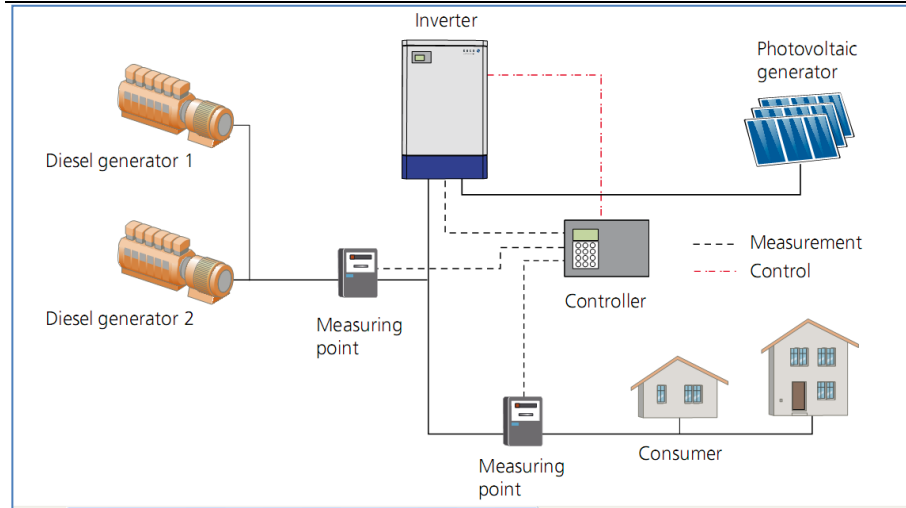 Inverter
Photovoltaic
generator
Diesel generator 1
Diesel generator 2
Measuring
point
Controller
Measurement
Control
Measuring
point
Consumer